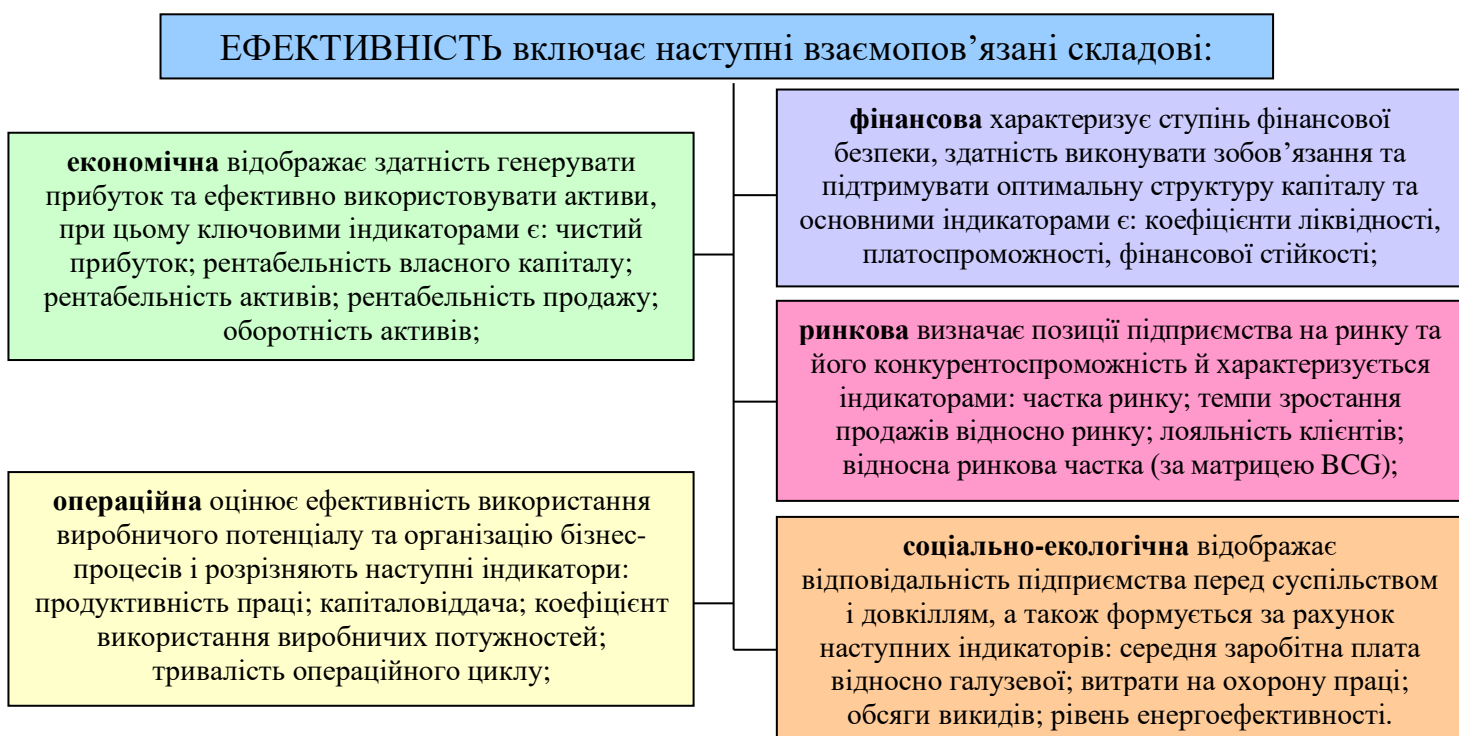 ЕФЕКТИВНІСТЬ включає наступні взаємопов’язані складові:
економічна відображає здатність генерувати
прибуток та ефективно використовувати активи,
при цьому ключовими індикаторами є: чистий
прибуток; рентабельність власного капіталу;
рентабельність активів; рентабельність продажу;
оборотність активів;
фінансова характеризує ступінь фінансової
безпеки, здатність виконувати зобов’язання та
підтримувати оптимальну структуру капіталу та
основними індикаторами є: коефіцієнти ліквідності,
платоспроможності, фінансової стійкості;
ринкова визначає позиції підприємства на ринку та
його конкурентоспроможність й характеризується
індикаторами: частка ринку; темпи зростання
продажів відносно ринку; лояльність клієнтів;
відносна ринкова частка (за матрицею BCG);
операційна оцінює ефективність використання
виробничого потенціалу та організацію бізнес-
процесів і розрізняють наступні індикатори:
продуктивність праці; капіталовіддача; коефіцієнт
використання виробничих потужностей;
тривалість операційного циклу;
соціально-екологічна відображає
відповідальність підприємства перед суспільством
і довкіллям, а також формується за рахунок
наступних індикаторів: середня заробітна плата
відносно галузевої; витрати на охорону праці;
обсяги викидів; рівень енергоефективності.